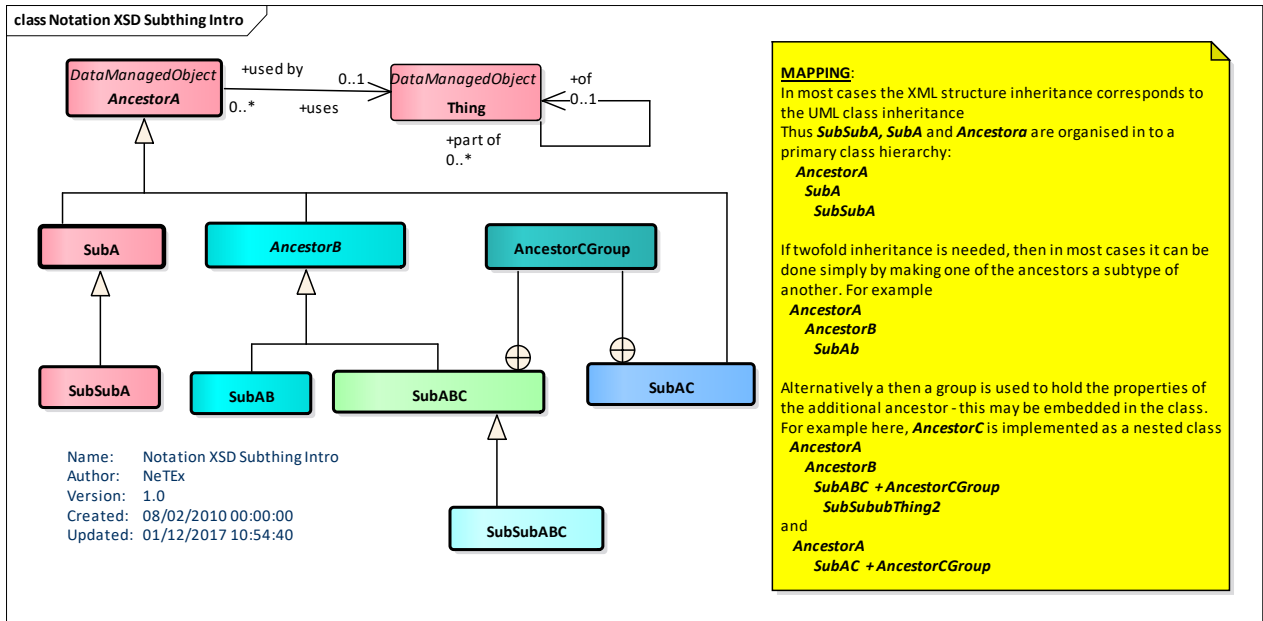 class Notation XSD Subthing Intro
DataManagedObject
AncestorA
+used by
0..*
+uses
0..1
DataManagedObject
Thing
+of
0..1
+part of
0..*
SubA
AncestorB
AncestorCGroup
SubSubA
SubAB
SubABC
SubAC
SubSubABC
Name: Notation XSD Subthing Intro
Author: NeTEx
Version: 1.0
Created: 08/02/2010 00:00:00
Updated: 01/12/2017 10:54:40
MAPPING:
In most cases the XML structure inheritance corresponds to
the UML class inheritance
Thus SubSubA, SubA and Ancestora are organised in to a
primary class hierarchy:
AncestorA
SubA
SubSubA
If twofold inheritance is needed, then in most cases it can be
done simply by making one of the ancestors a subtype of
another. For example
AncestorA
AncestorB
SubAb
Alternatively a then a group is used to hold the properties of
the additional ancestor - this may be embedded in the class.
For example here, AncestorC is implemented as a nested class
AncestorA
AncestorB
SubABC + AncestorCGroup
SubSububThing2
and
AncestorA
SubAC + AncestorCGroup